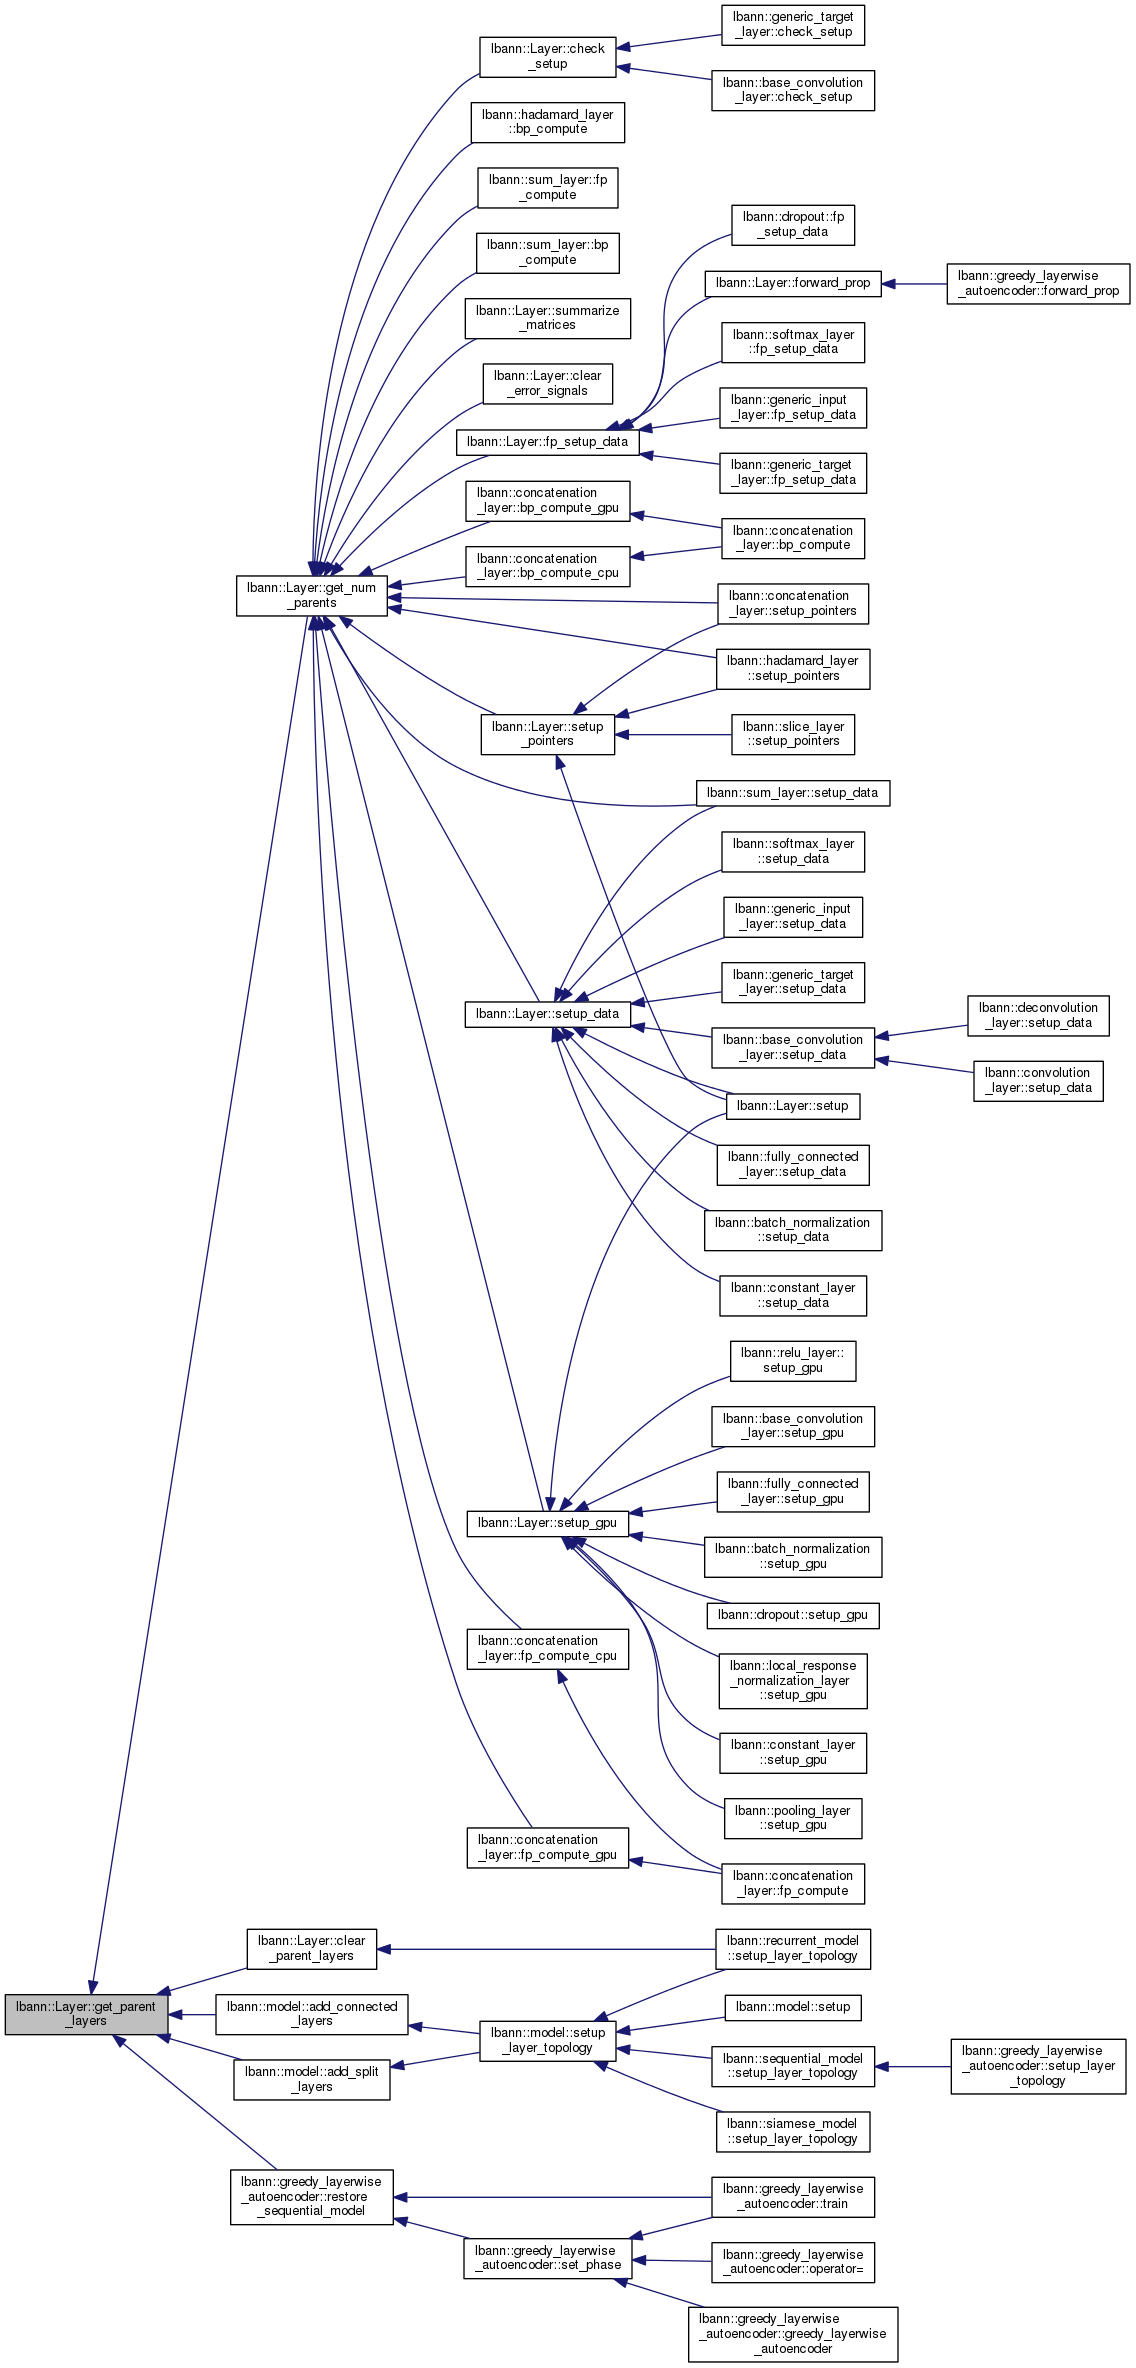 lbann::generic_target
_layer::check_setup
lbann::Layer::check
_setup
lbann::base_convolution
_layer::check_setup
lbann::hadamard_layer
::bp_compute
lbann::sum_layer::fp
_compute
lbann::dropout::fp
_setup_data
lbann::sum_layer::bp
_compute
lbann::Layer::forward_prop
lbann::greedy_layerwise
_autoencoder::forward_prop
lbann::Layer::summarize
_matrices
lbann::softmax_layer
::fp_setup_data
lbann::Layer::clear
_error_signals
lbann::generic_input
_layer::fp_setup_data
lbann::Layer::fp_setup_data
lbann::generic_target
_layer::fp_setup_data
lbann::concatenation
_layer::bp_compute_gpu
lbann::concatenation
_layer::bp_compute
lbann::concatenation
_layer::bp_compute_cpu
lbann::Layer::get_num
_parents
lbann::concatenation
_layer::setup_pointers
lbann::hadamard_layer
::setup_pointers
lbann::Layer::setup
_pointers
lbann::slice_layer
::setup_pointers
lbann::sum_layer::setup_data
lbann::softmax_layer
::setup_data
lbann::generic_input
_layer::setup_data
lbann::generic_target
_layer::setup_data
lbann::Layer::setup_data
lbann::deconvolution
_layer::setup_data
lbann::base_convolution
_layer::setup_data
lbann::convolution
_layer::setup_data
lbann::Layer::setup
lbann::fully_connected
_layer::setup_data
lbann::batch_normalization
::setup_data
lbann::constant_layer
::setup_data
lbann::relu_layer::
setup_gpu
lbann::base_convolution
_layer::setup_gpu
lbann::fully_connected
_layer::setup_gpu
lbann::Layer::setup_gpu
lbann::batch_normalization
::setup_gpu
lbann::dropout::setup_gpu
lbann::concatenation
_layer::fp_compute_cpu
lbann::local_response
_normalization_layer
::setup_gpu
lbann::constant_layer
::setup_gpu
lbann::pooling_layer
::setup_gpu
lbann::concatenation
_layer::fp_compute_gpu
lbann::concatenation
_layer::fp_compute
lbann::Layer::clear
_parent_layers
lbann::recurrent_model
::setup_layer_topology
lbann::Layer::get_parent
_layers
lbann::model::add_connected
_layers
lbann::model::setup
_layer_topology
lbann::model::setup
lbann::model::add_split
_layers
lbann::sequential_model
::setup_layer_topology
lbann::greedy_layerwise
_autoencoder::setup_layer
_topology
lbann::siamese_model
::setup_layer_topology
lbann::greedy_layerwise
_autoencoder::restore
_sequential_model
lbann::greedy_layerwise
_autoencoder::train
lbann::greedy_layerwise
_autoencoder::set_phase
lbann::greedy_layerwise
_autoencoder::operator=
lbann::greedy_layerwise
_autoencoder::greedy_layerwise
_autoencoder